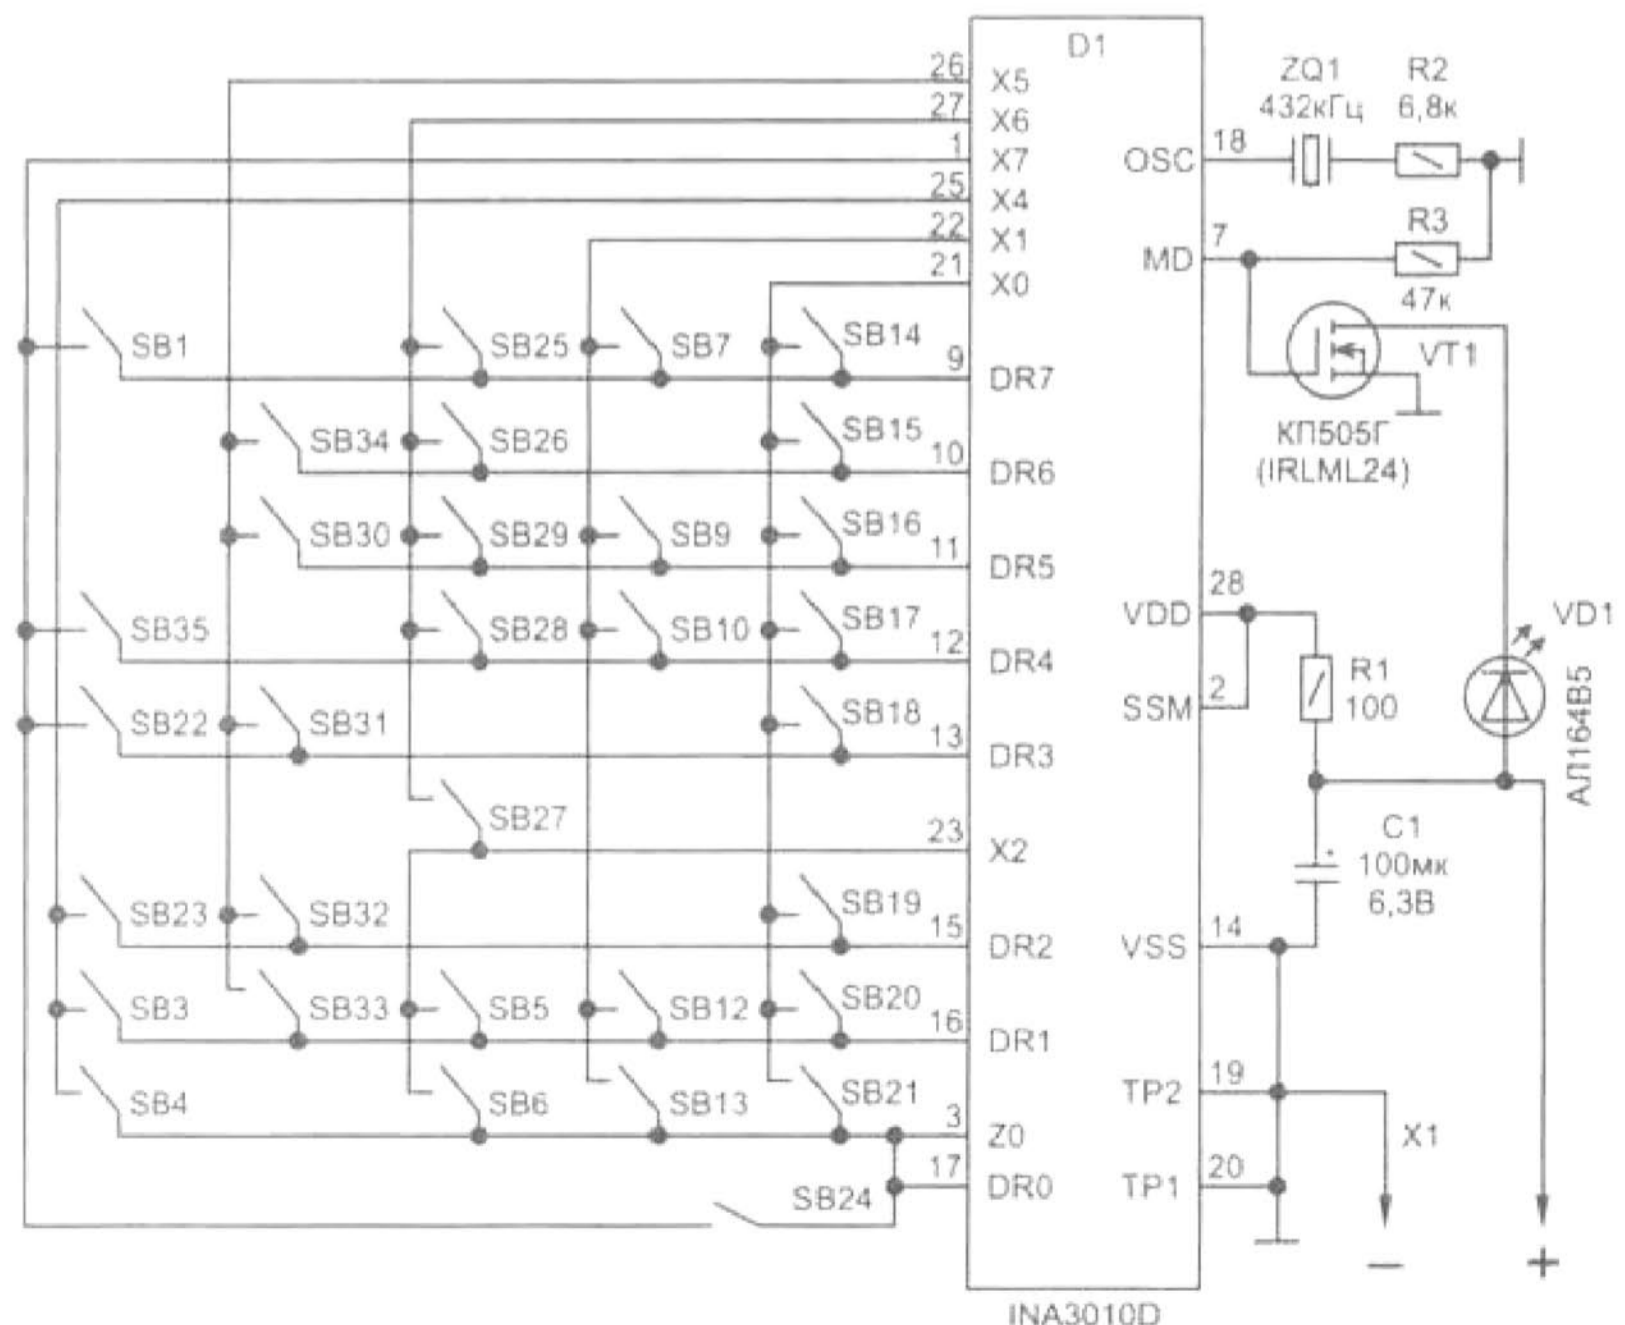 D1
26 X5
27 X6
1 X7
25 X4
22 X1
21 X0
ZQ1
432кГц
R2
6,8к
OSC 18
R3
47к
MD 7
VT1
КП505Г
(IRLML24)
SB1 SB25 SB7 SB14 9 DR7
SB34 SB26 SB15 10 DR6
SB30 SB29 SB9 SB16 11 DR5
SB35 SB28 SB10 SB17 12 DR4
SB22 SB31 SB18 13 DR3
SB27 23 X2
SB23 SB32 SB19 15 DR2
SB3 SB33 SB5 SB12 SB20 16 DR1
SB4 SB6 SB13 SB21 3 Z0
SB24 17 DR0
VDD 28
SSM 2
R1
100
VD1
АЛ164В5
C1
+
100мк
6,3В
VSS 14
TP2 19
TP1 20
X1
− +
INA3010D